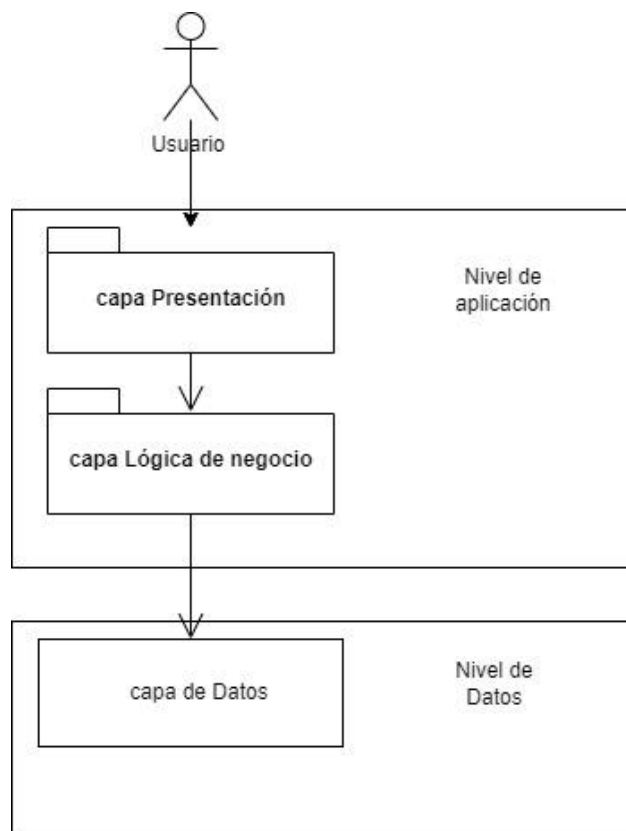 Usuario
capa Presentación
Nivel de
aplicación
capa Lógica de negocio
capa de Datos
Nivel de
Datos